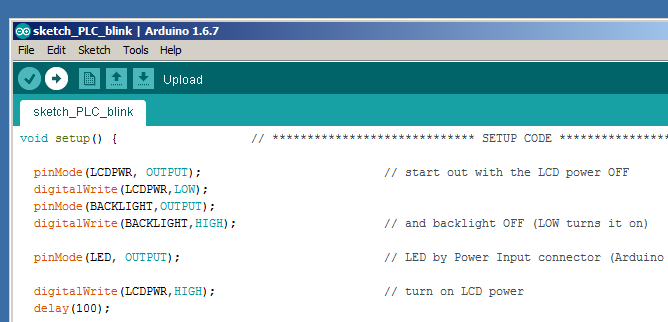 sketch_PLC_blink | Arduino 1.6.7
File Edit Sketch Tools Help
Upload
sketch_PLC_blink
void setup() { // ***************************** SETUP CODE ****************
pinMode(LCDPWR, OUTPUT); // start out with the LCD power OFF
digitalWrite(LCDPWR,LOW);
pinMode(BACKLIGHT,OUTPUT);
digitalWrite(BACKLIGHT,HIGH); // and backlight OFF (LOW turns it on)
pinMode(LED, OUTPUT); // LED by Power Input connector (Arduino
digitalWrite(LCDPWR,HIGH); // turn on LCD power
delay(100);